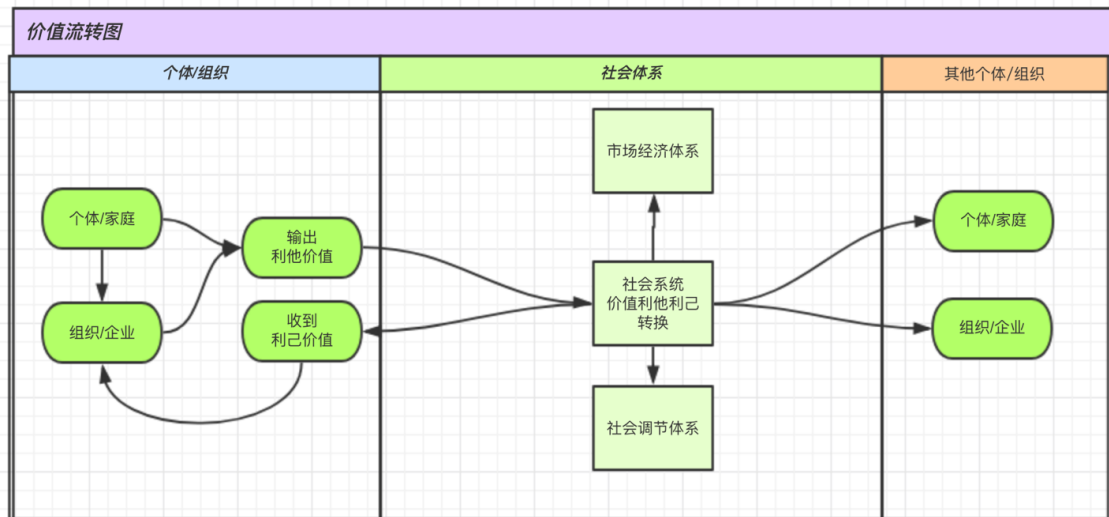 价值流转图
个体/组织
社会体系
其他个体/组织
市场经济体系
个体/家庭
输出
利他价值
个体/家庭
社会系统
价值利他利己
转换
组织/企业
收到
利己价值
组织/企业
社会调节体系